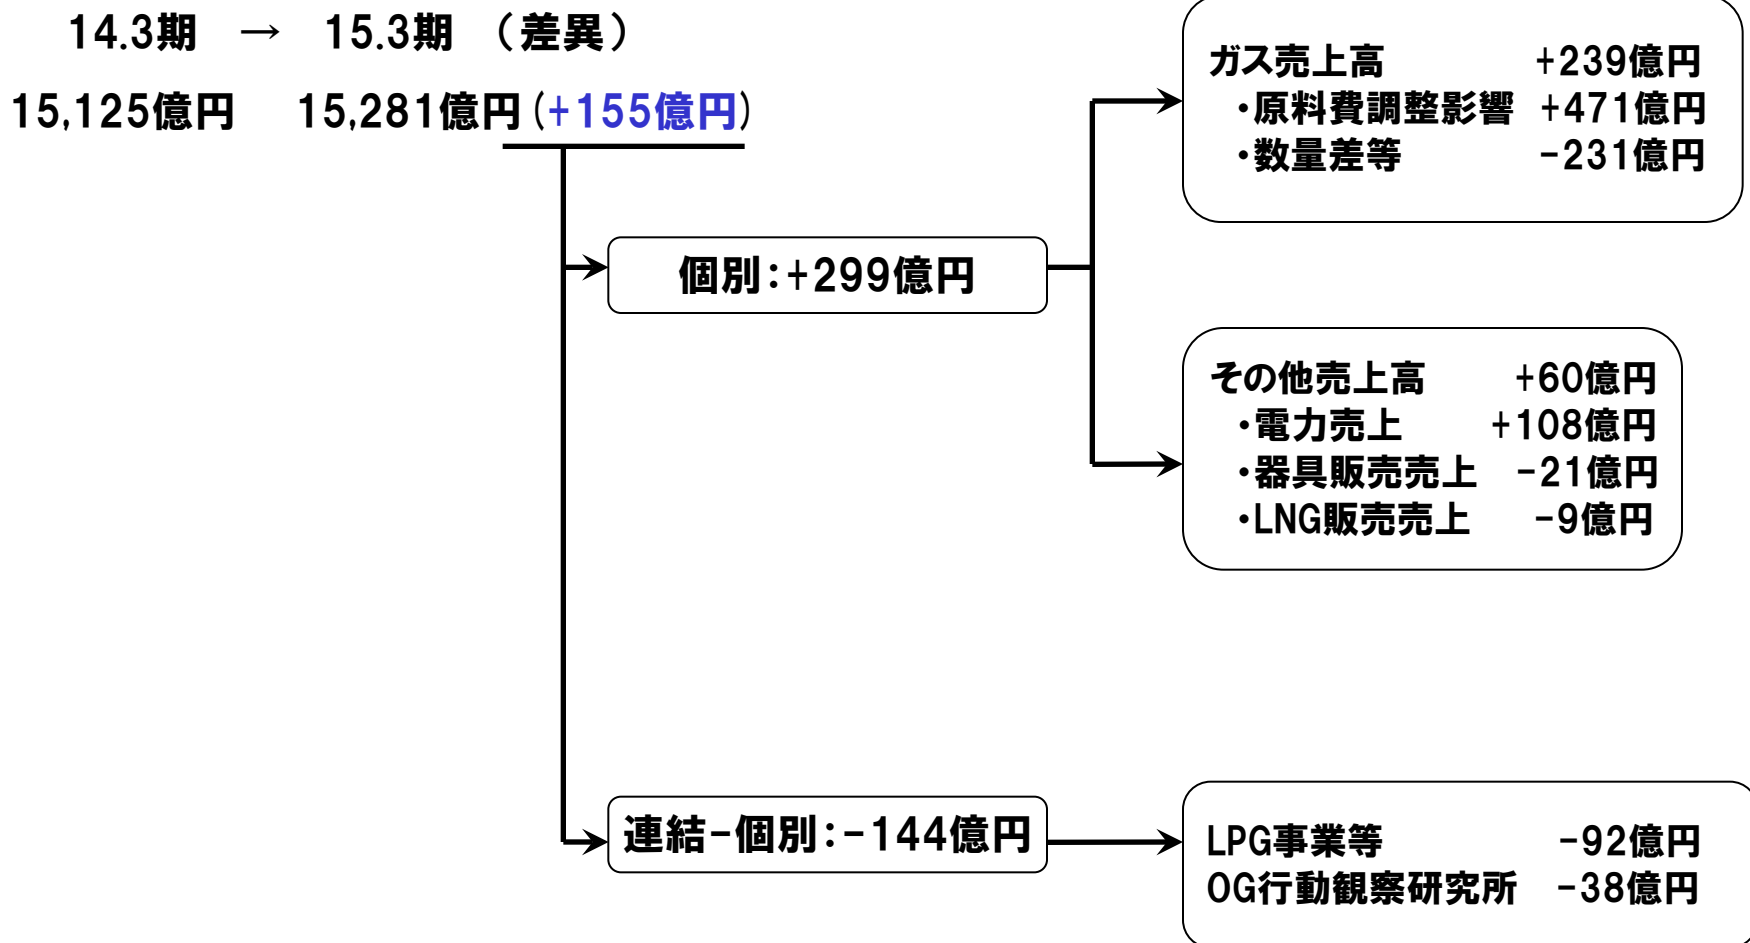 14.3期 → 15.3期 （差異）
15,125億円 15,281億円(+155億円)
ガス売上高 +239億円
・原料費調整影響 +471億円
・数量差等 -231億円
個別：+299億円
その他売上高 +60億円
・電力売上 +108億円
・器具販売売上 -21億円
・LNG販売売上 -9億円
連結-個別：-144億円
LPG事業等 -92億円
OG行動観察研究所 -38億円